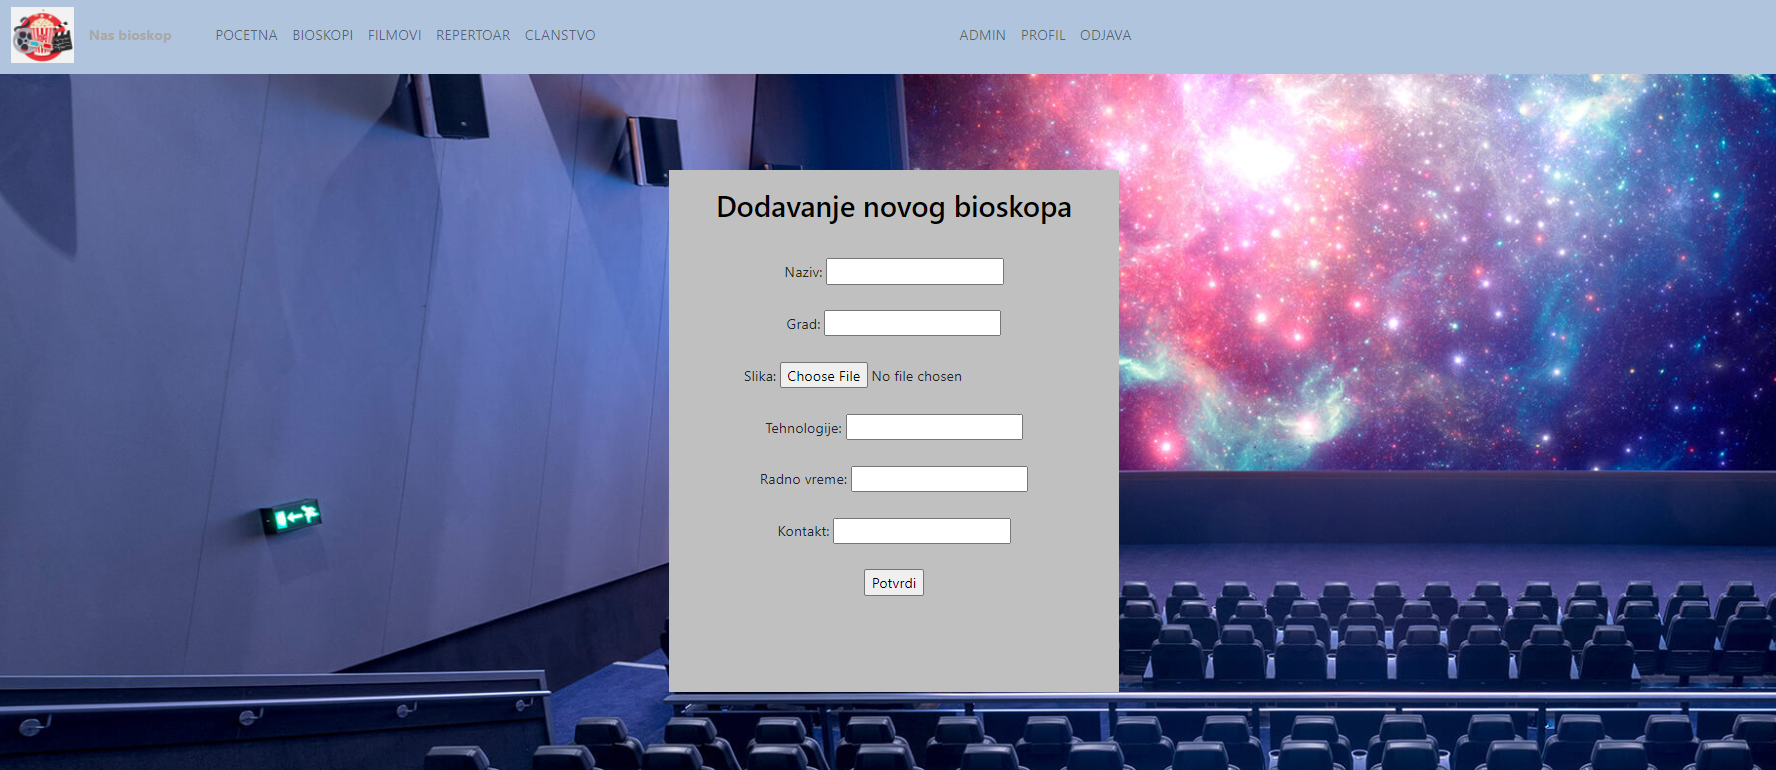 Nas bioskop POCETNA BIOSKOPI FILMOVI REPERTOAR CLANSTVO ADMIN PROFIL ODJAVA
Dodavanje novog bioskopa
Naziv:
Grad:
Slika: Choose File No file chosen
Tehnologije:
Radno vreme:
Kontakt:
Potvrdi